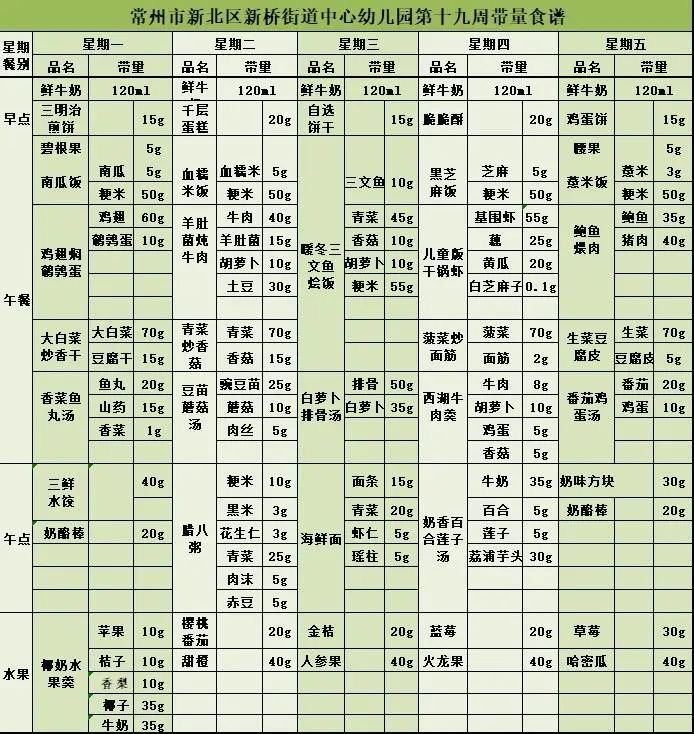 常州市新北区新桥街道中心幼儿园第十九周带量食谱
星期 星期一 星期二 星期三 星期四 星期五
餐别 品名 带量 品名 带量 品名 带量 品名 带量 品名 带量
早点 鲜牛奶 120ml 鲜牛 120ml 鲜牛奶 120ml 鲜牛奶 120ml 鲜牛奶 120ml
三明治煎饼 15g 千层蛋糕 20g 自选饼干 15g 脆脆酥 20g 鸡蛋饼 15g
午餐 碧根果 5g 腰果 5g
南瓜饭 南瓜 5g 血糯米饭 血糯米 5g 暖冬三文鱼烩饭 三文鱼 10g 黑芝麻饭 芝麻 5g 薏米饭 薏米 3g
粳米 50g 粳米 50g 粳米 50g 粳米 50g
鸡翅焖鹌鹑蛋 鸡翅 60g 羊肚菌炖牛肉 牛肉 40g 青菜 45g 儿童版干锅虾 基围虾 55g 鲍鱼煨肉 鲍鱼 35g
鹌鹑蛋 10g 羊肚菌 15g 香菇 10g 藕 25g 猪肉 40g
胡萝卜 10g 胡萝卜 10g 黄瓜 20g
土豆 30g 粳米 55g 白芝麻子 0.1g
大白菜炒香干 大白菜 70g 青菜炒香菇 青菜 70g 菠菜炒面筋 菠菜 70g 生菜豆腐皮 生菜 70g
豆腐干 15g 香菇 15g 面筋 2g 豆腐皮 5g
香菜鱼丸汤 鱼丸 20g 豆苗蘑菇汤 豌豆苗 25g 白萝卜排骨汤 排骨 50g 西湖牛肉羹 牛肉 8g 番茄鸡蛋汤 番茄 20g
山药 15g 蘑菇 10g 白萝卜 35g 胡萝卜 10g 鸡蛋 10g
香菜 1g 肉丝 5g 鸡蛋 5g
香菇 5g
午点 三鲜水饺 40g 腊八粥 粳米 10g 海鲜面 面条 15g 奶香百合莲子汤 牛奶 35g 奶味方块 30g
黑米 3g 青菜 20g 百合 5g 奶酪棒 20g
奶酪棒 20g 花生仁 3g 虾仁 5g 莲子 5g
青菜 25g 瑶柱 5g 荔浦芋头 30g
肉沫 5g
赤豆 5g
水果 椰奶水果羹 苹果 10g 樱桃番茄 20g 金桔 20g 蓝莓 20g 草莓 30g
桔子 10g 甜橙 40g 人参果 40g 火龙果 40g 哈密瓜 40g
香梨 10g
椰子 35g
牛奶 35g